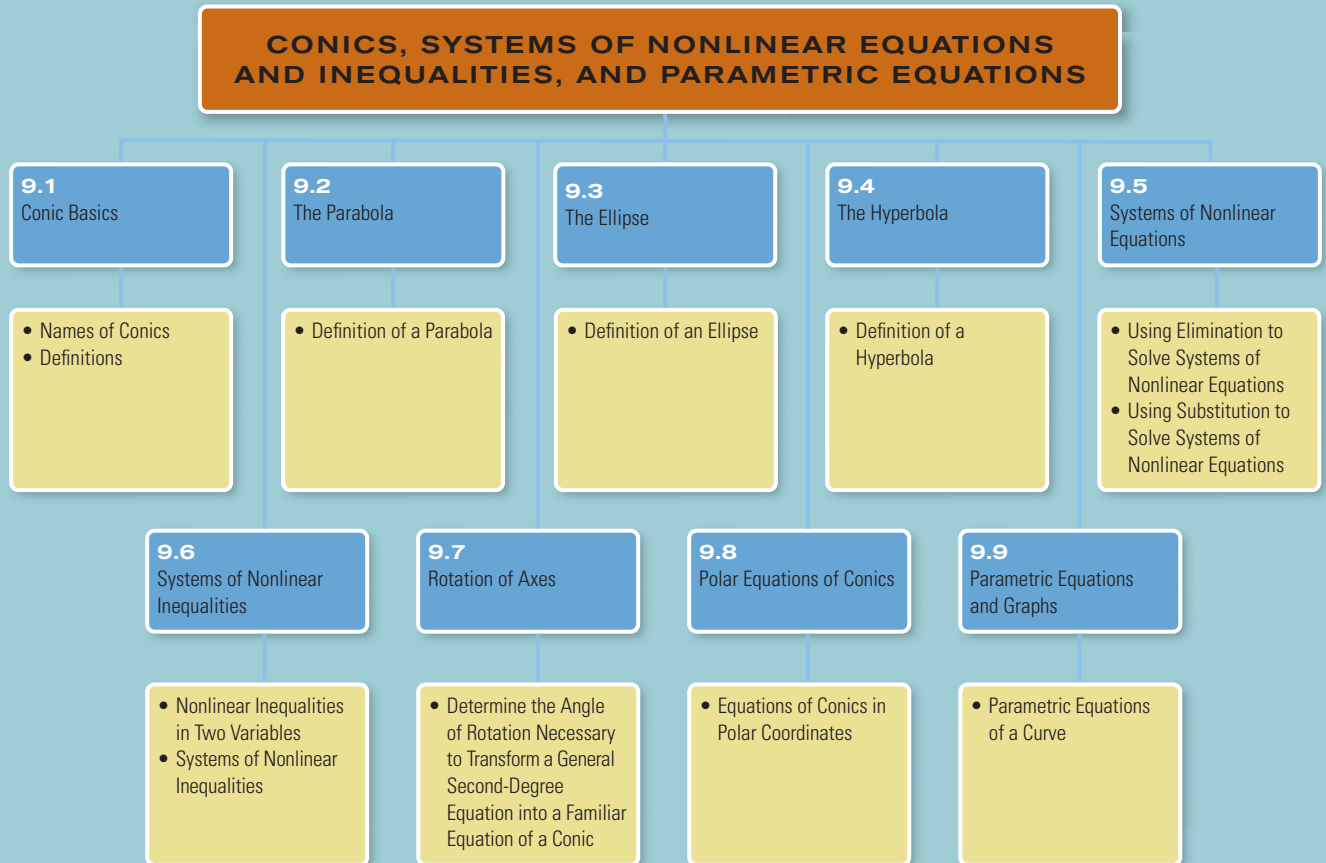 CONICS, SYSTEMS OF NONLINEAR EQUATIONS
AND INEQUALITIES, AND PARAMETRIC EQUATIONS
9.1
Conic Basics
9.2
The Parabola
9.3
The Ellipse
9.4
The Hyperbola
9.5
Systems of Nonlinear
Equations
• Names of Conics
• Definitions
• Definition of a Parabola
• Definition of an Ellipse
• Definition of a
Hyperbola
• Using Elimination to
Solve Systems of
Nonlinear Equations
• Using Substitution to
Solve Systems of
Nonlinear Equations
9.6
Systems of Nonlinear
Inequalities
9.7
Rotation of Axes
9.8
Polar Equations of Conics
9.9
Parametric Equations
and Graphs
• Nonlinear Inequalities
in Two Variables
• Systems of Nonlinear
Inequalities
• Determine the Angle
of Rotation Necessary
to Transform a General
Second-Degree
Equation into a Familiar
Equation of a Conic
• Equations of Conics in
Polar Coordinates
• Parametric Equations
of a Curve